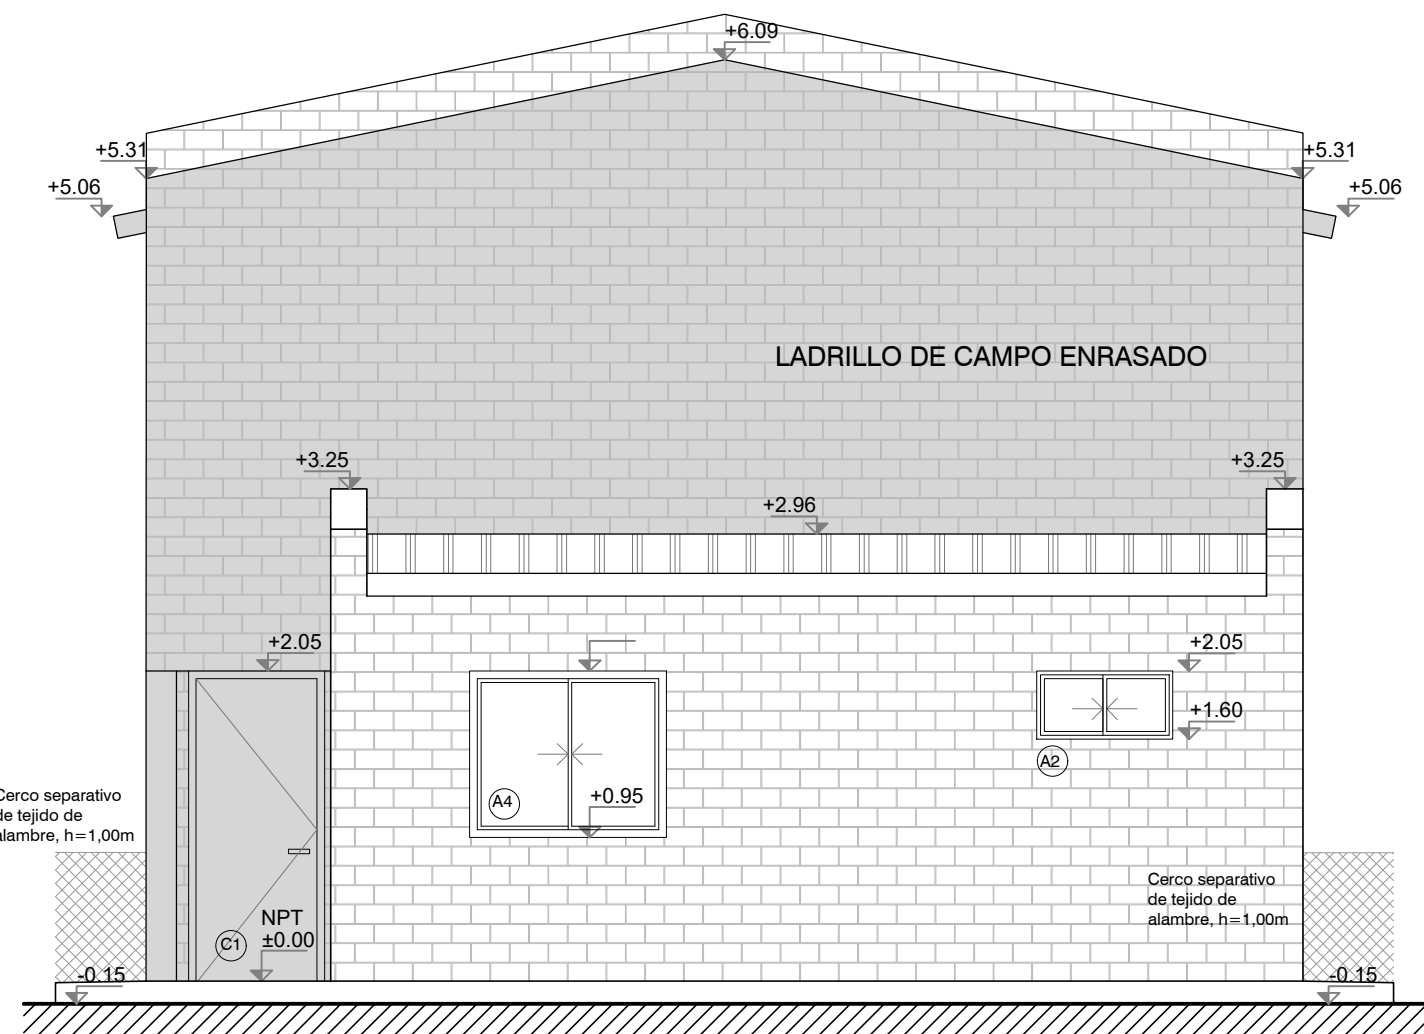 +6.09
+5.31
+5.31
+5.06
+5.06
LADRILLO DE CAMPO ENRASADO
+3.25
+3.25
+2.96
+2.05
+2.05
+1.60
A2
A4
+0.95
Cerco separativo
de tejido de
alambre, h=1,00m
Cerco separativo
de tejido de
alambre, h=1,00m
NPT
C1
±0.00
-0.15
-0.15